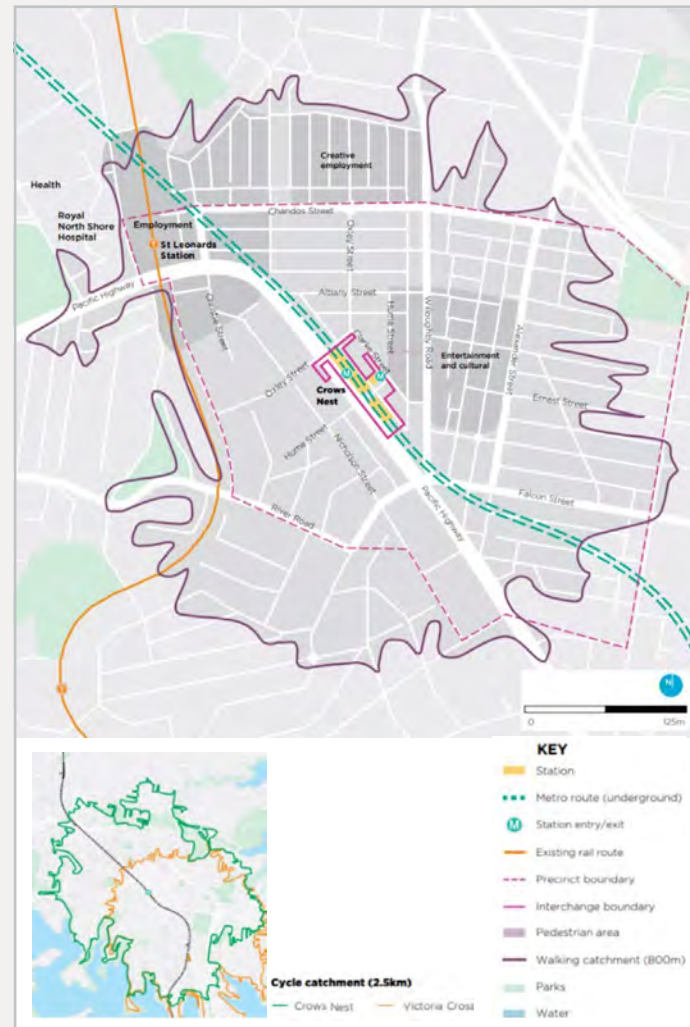 Creative
employment
Health
Royal
North Shore
Hospital
Employment
St Leonards
Station
Chandos Street
Oxley Street
Pacific Highway
Albany Street
Christie Street
Clarke Street
Hume Street
Willoughby Road
Entertainment
and cultural
Alexander Street
M
M
Crows
Nest
Oxley Street
Ernest Street
Hume Street
Nicholson Street
Falcon Street
Pacific Highway
River Road
N
0
125m
KEY
Station
Metro route (underground)
M
Station entry/exit
Existing rail route
Precinct boundary
Interchange boundary
Pedestrian area
Walking catchment (800m)
Parks
Water
Cycle catchment (2.5km)
Crows Nest
Victoria Cross